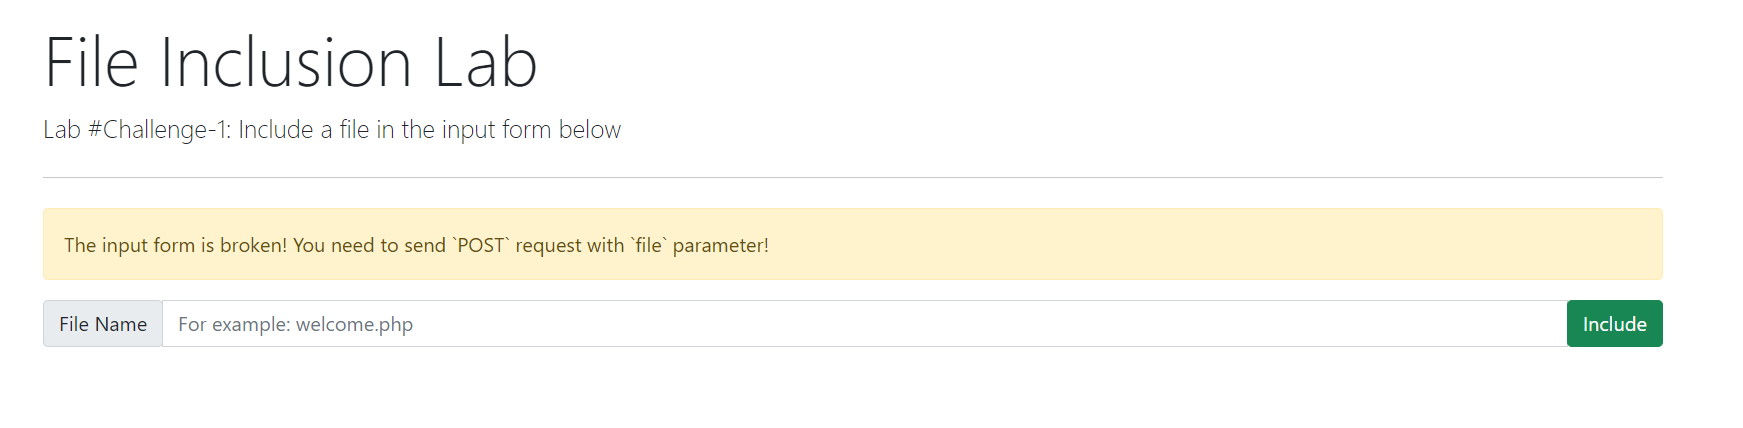 File Inclusion Lab
Lab #Challenge-1: Include a file in the input form below
The input form is broken! You need to send `POST` request with `file` parameter!
File Name For example: welcome.php Include